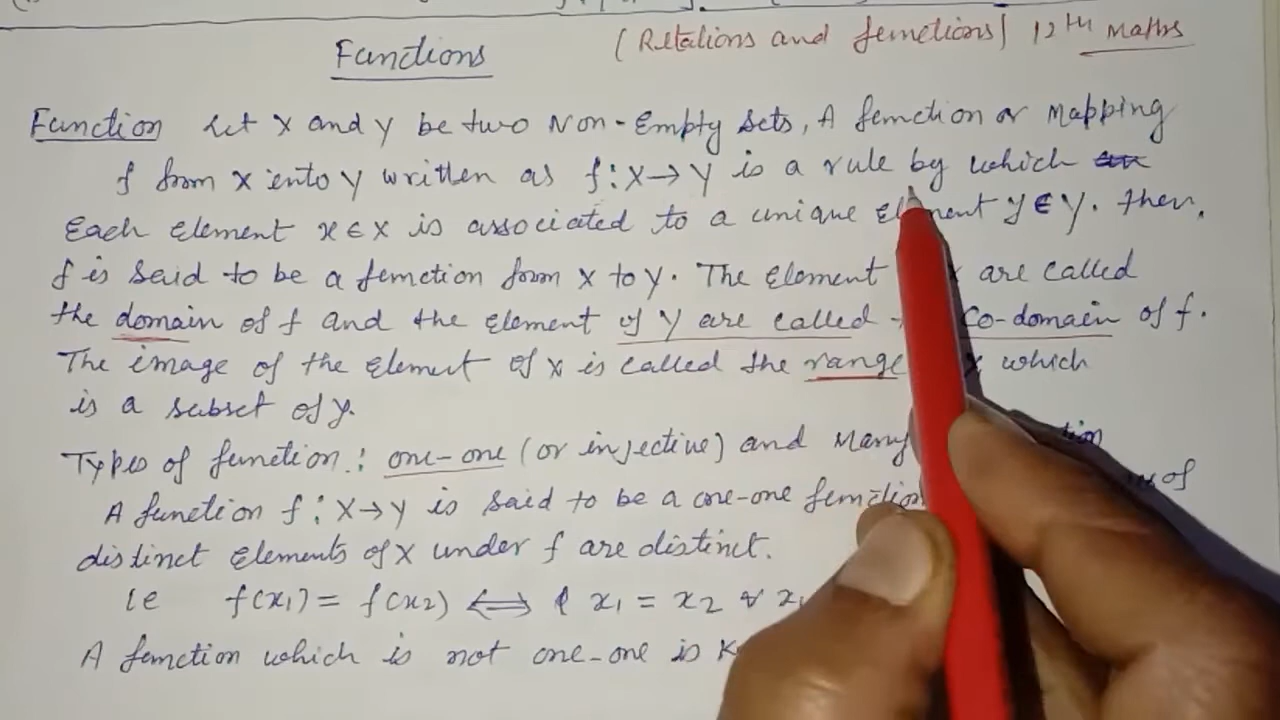 Functions
(Relations and functions) 12th Maths
Function Let X and Y be two Non-Empty sets, A function or Mapping
f from X into Y written as f:X→Y is a rule by which
Each element x∈X is associated to a unique element y∈Y. Then,
f is said to be a function form X to Y. The Element X are called
the domain of f and the element of Y are called co-domain of f.
The image of the element of X is called the range X which
is a subset of y.
Types of function: one-one (or injective) and Many
A function f:X→Y is said to be a one-one function of
distinct elements of X under f are distinct.
ie f(x1) = f(x2) ⟺ x1 = x2 ∀ x1
A function which is not one-one is K